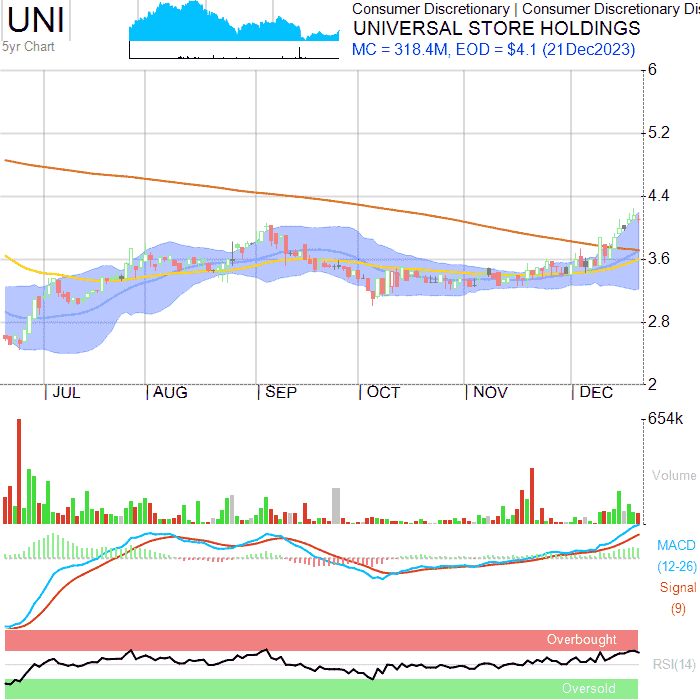 UNI
5yr Chart
Consumer Discretionary | Consumer Discretionary Dis
UNIVERSAL STORE HOLDINGS
MC = 318.4M, EOD = $4.1 (21Dec2023)
6
5.2
4.4
3.6
2.8
2
JUL AUG SEP OCT NOV DEC
654k
Volume
MACD
(12-26)
Signal
(9)
Overbought
RSI(14)
Oversold